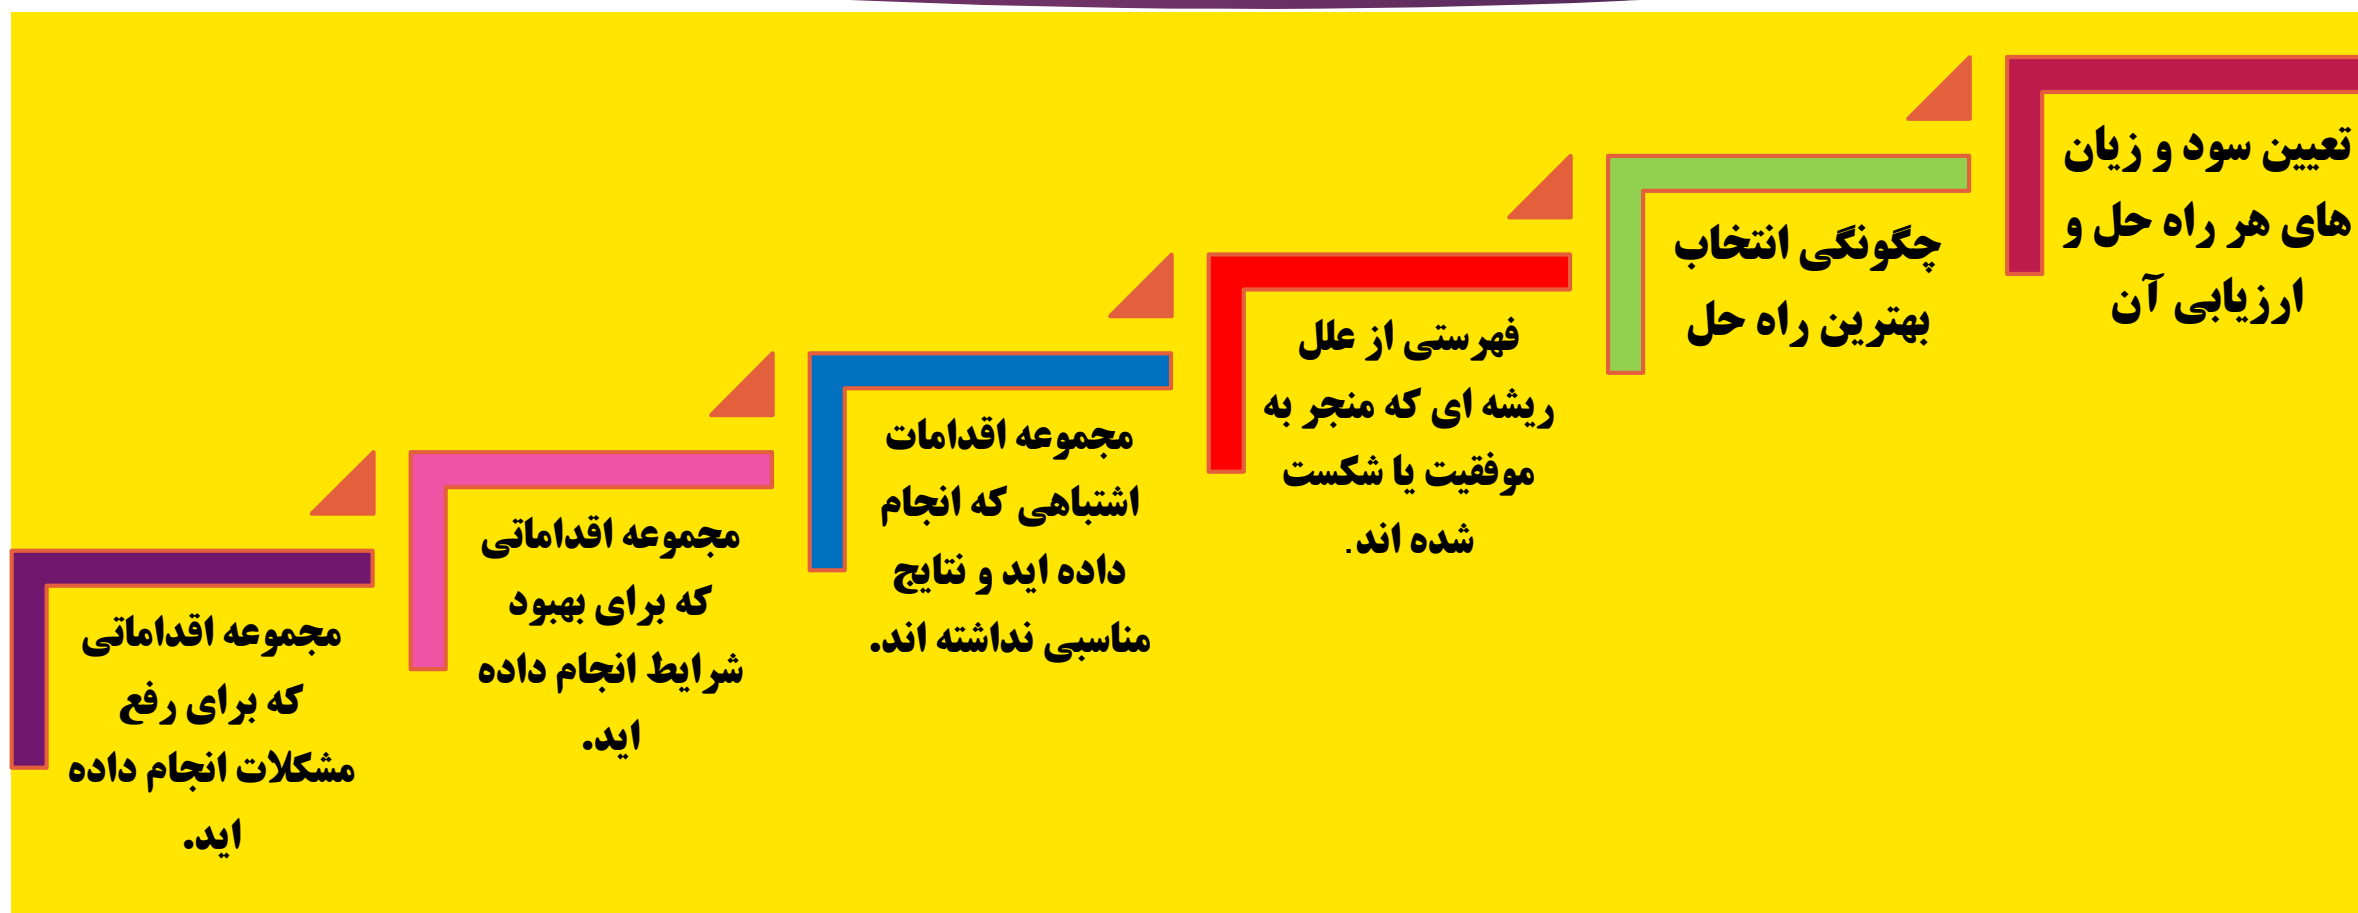 تعیین سود و زیان
های هر راه حل و
ارزیابی آن
چگونگی انتخاب
بهترین راه حل
فهرستی از علل
ریشه ای که منجر به
موفقیت یا شکست
شده اند.
مجموعه اقدامات
اشتباهی که انجام
داده اید و نتایج
مناسبی نداشته اند.
مجموعه اقداماتی
که برای بهبود
شرایط انجام داده
اید.
مجموعه اقداماتی
که برای رفع
مشکلات انجام داده
اید.